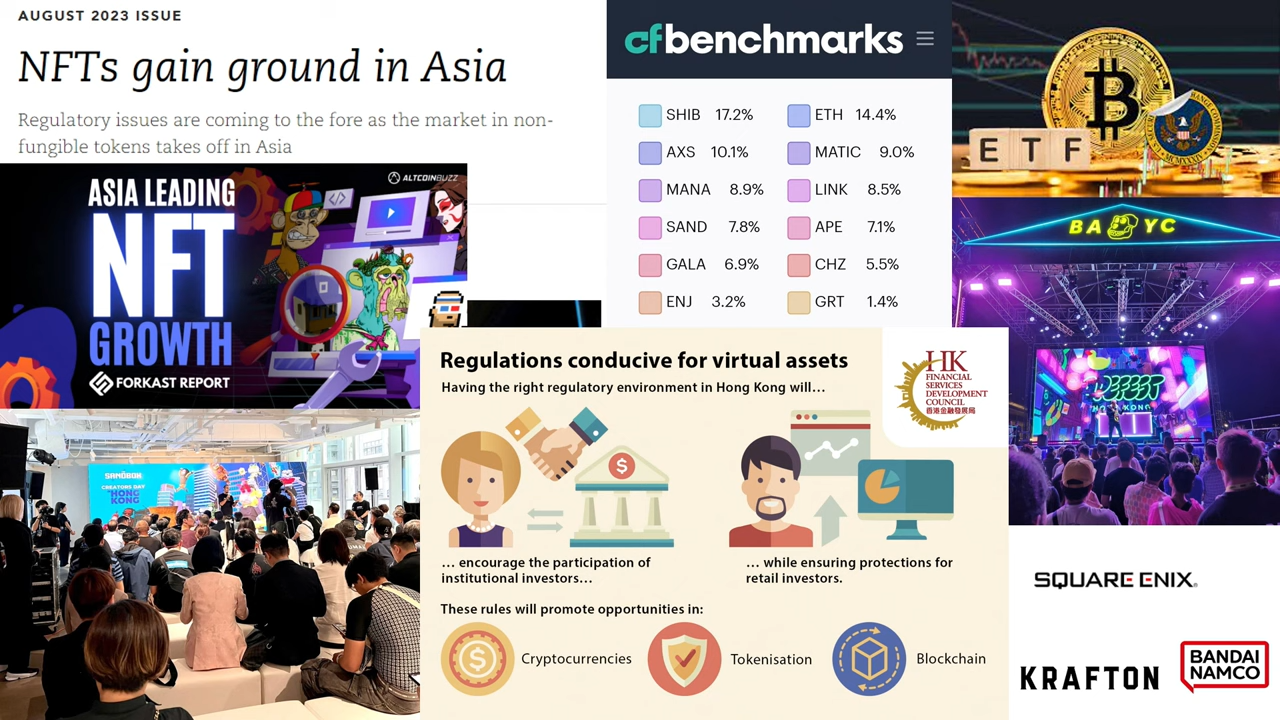 AUGUST 2023 ISSUE
NFTs gain ground in Asia
Regulatory issues are coming to the fore as the market in non-
fungible tokens takes off in Asia
ALTCOINBUZZ
ASIA LEADING
NFT
GROWTH
FORKAST REPORT
cfbenchmarks
SHIB 17.2% ETH 14.4%
AXS 10.1% MATIC 9.0%
MANA 8.9% LINK 8.5%
SAND 7.8% APE 7.1%
GALA 6.9% CHZ 5.5%
ENJ 3.2% GRT 1.4%
ETF
BAYC
HONG KONG
THE SANDBOX
CREATORS DAY
HONG
KONG
Regulations conducive for virtual assets
Having the right regulatory environment in Hong Kong will...
HK
FINANCIAL
SERVICES
DEVELOPMENT
COUNCIL
香港金融發展局
... encourage the participation of
institutional investors...
... while ensuring protections for
retail investors.
These rules will promote opportunities in:
Cryptocurrencies
Tokenisation
Blockchain
SQUARE ENIX
KRAFTON
BANDAI
NAMCO